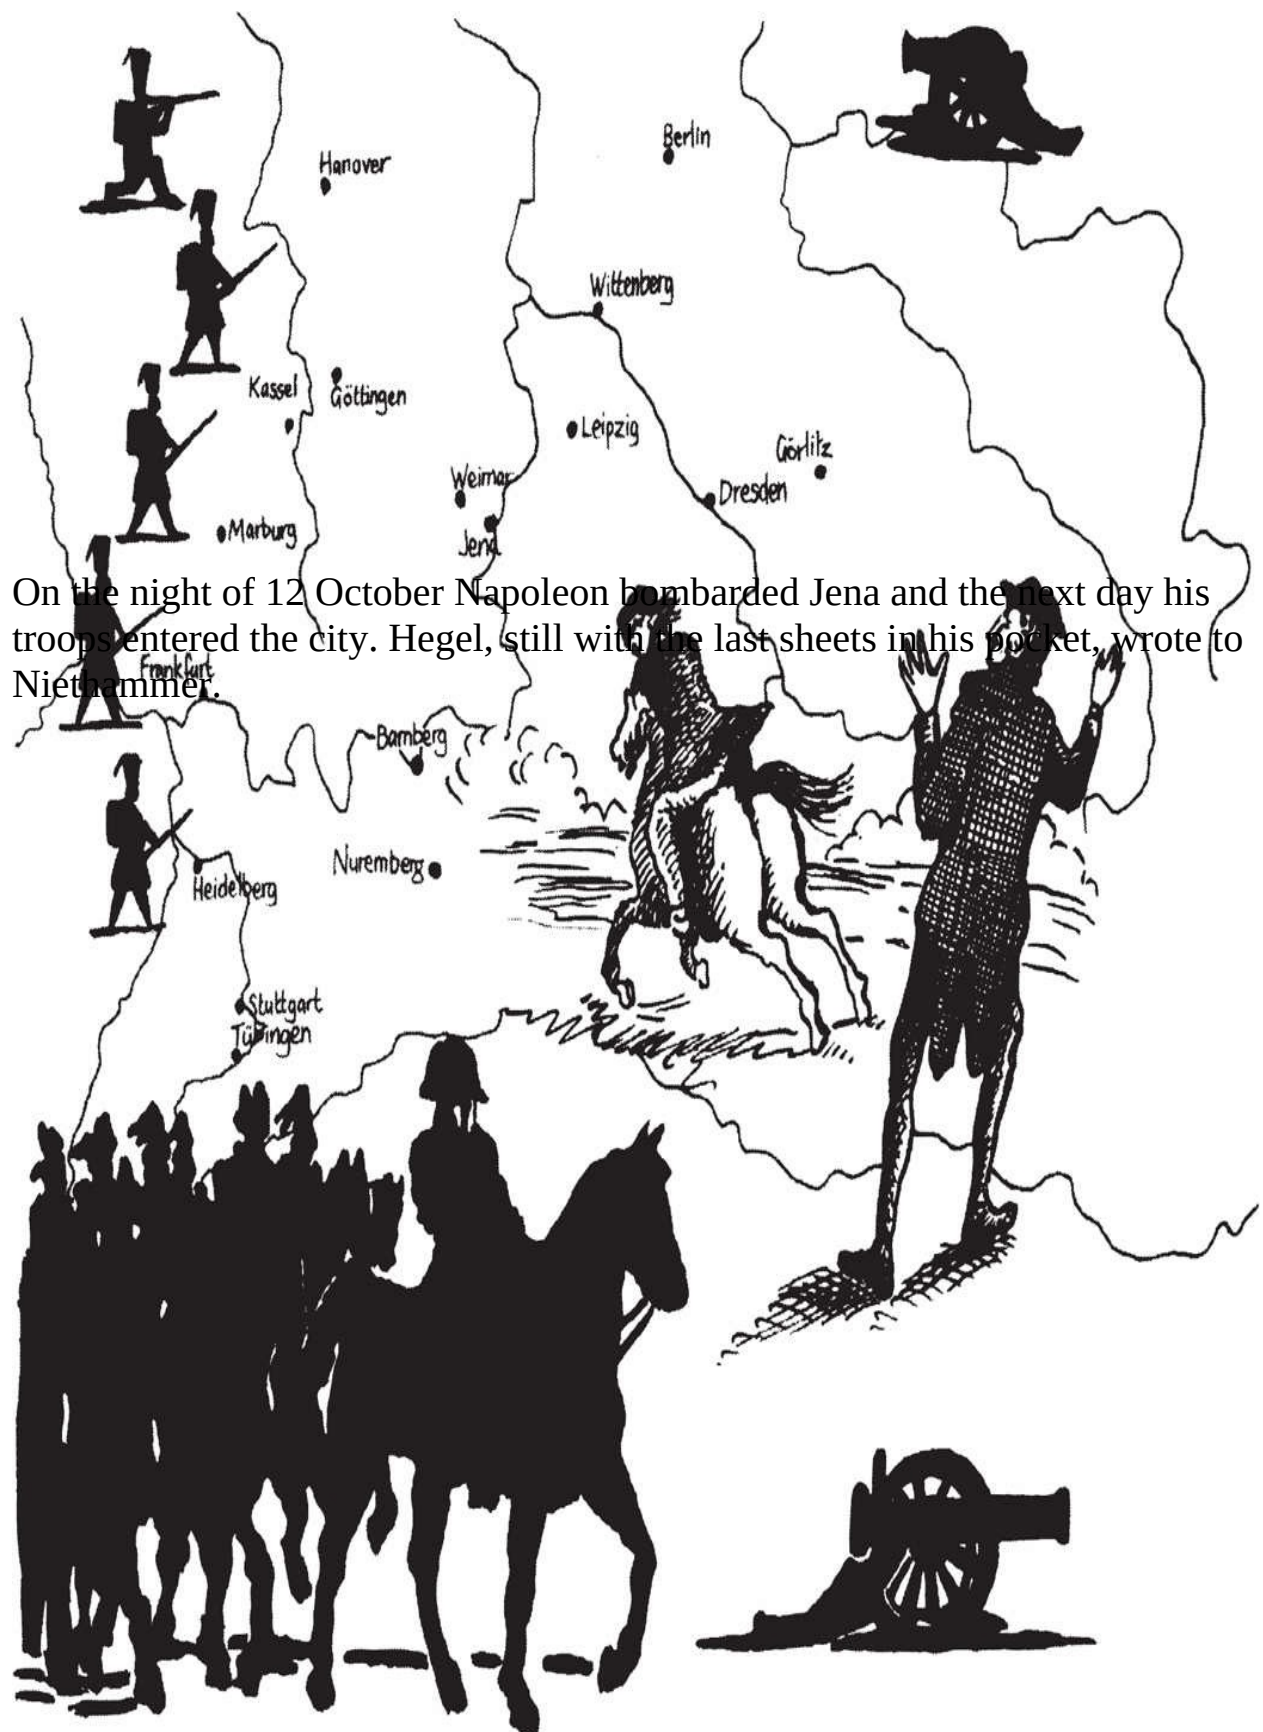 Berlin
Hanover
Wittenberg
Kassel
Göttingen
Leipzig
Görlitz
Weimar
Dresden
Marburg
Jena
On the night of 12 October Napoleon bombarded Jena and the next day his
troops entered the city. Hegel, still with the last sheets in his pocket, wrote to
Niethammer.
Frankfurt
Bamberg
Nuremberg
Heidelberg
Stuttgart
Tübingen